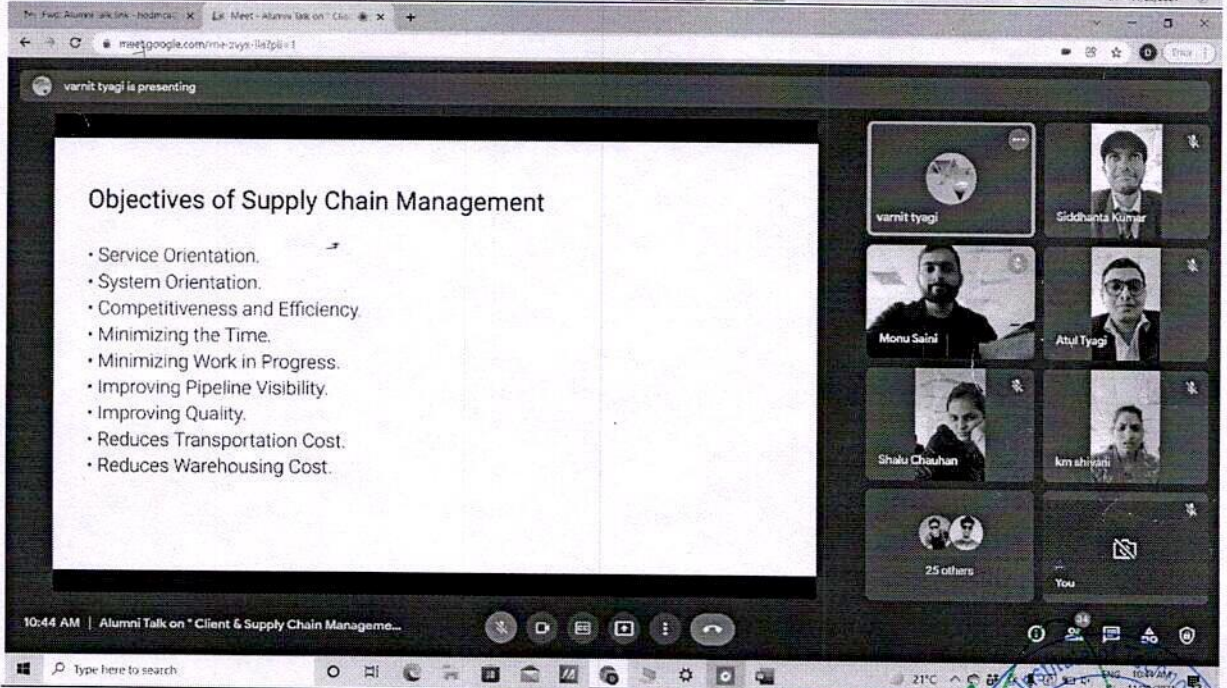 varnit tyagi is presenting
Objectives of Supply Chain Management
• Service Orientation.
• System Orientation.
• Competitiveness and Efficiency.
• Minimizing the Time.
• Minimizing Work in Progress.
• Improving Pipeline Visibility.
• Improving Quality.
• Reduces Transportation Cost.
• Reduces Warehousing Cost.
varnit tyagi
Siddhanta Kumar
Monu Saini
Atul Tyagi
Shalu Chauhan
km shivani
25 others
You
10:44 AM | Alumni Talk on " Client & Supply Chain Manageme...
34
Type here to search
21°C
ENG